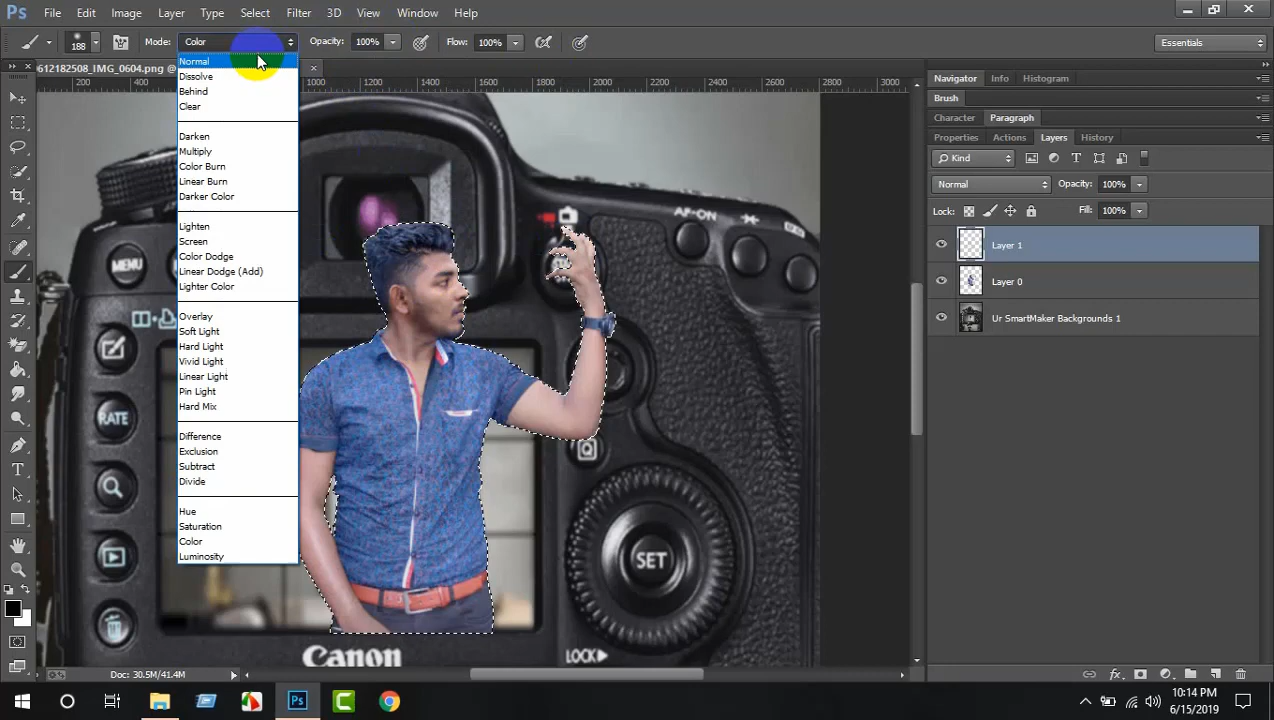 Ps File Edit Image Layer Type Select Filter 3D View Window Help
188 Mode: Color Opacity: 100% Flow: 100% Essentials
612182508_IMG_0604.png @
200 1000 1200 1400 1600 1800 2000 2200 2400 2600 2800 3000
Normal
Dissolve
Behind
Clear
Darken
Multiply
Color Burn
Linear Burn
Darker Color
Lighten
Screen
Color Dodge
Linear Dodge (Add)
Lighter Color
Overlay
Soft Light
Hard Light
Vivid Light
Linear Light
Pin Light
Hard Mix
Difference
Exclusion
Subtract
Divide
Hue
Saturation
Color
Luminosity
MENU
RATE
AF-ON
Q
SET
Canon
LOCK
Navigator Info Histogram
Brush
Character Paragraph
Properties Actions Layers History
Kind
Normal Opacity: 100%
Lock: Fill: 100%
Layer 1
Layer 0
Ur SmartMaker Backgrounds 1
Doc: 30.5M/41.4M
Ps
10:14 PM
6/15/2019